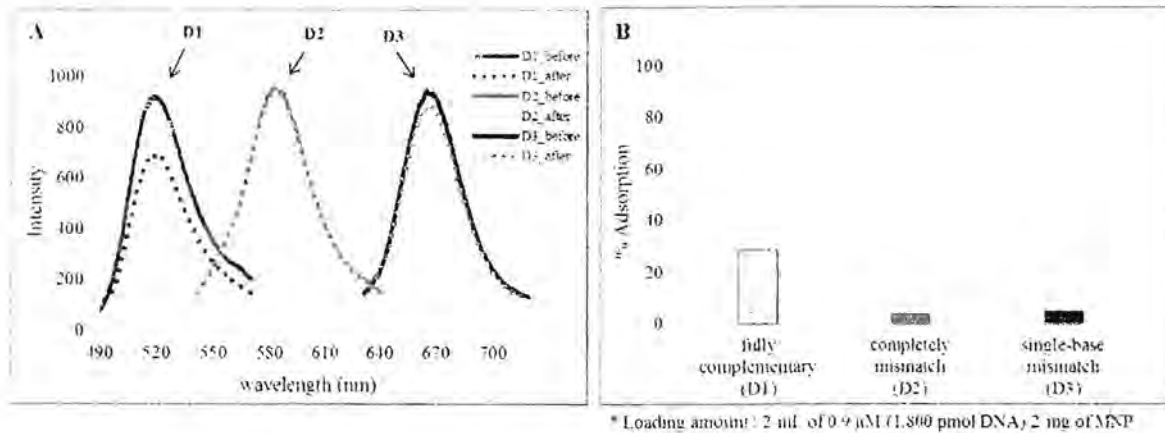 A
D1
D2
D3
D1_before
D1_after
D2_before
D2_after
D3_before
D3_after
Intensity
1000
800
600
400
200
0
490 520 550 580 610 640 670 700
wavelength (nm)
B
% Adsorption
100
80
60
40
20
0
fully
complementary
(D1)
completely
mismatch
(D2)
single-base
mismatch
(D3)
* Loading amount : 2 mL of 0.9 μM (1,800 pmol DNA) 2 mg of MNP